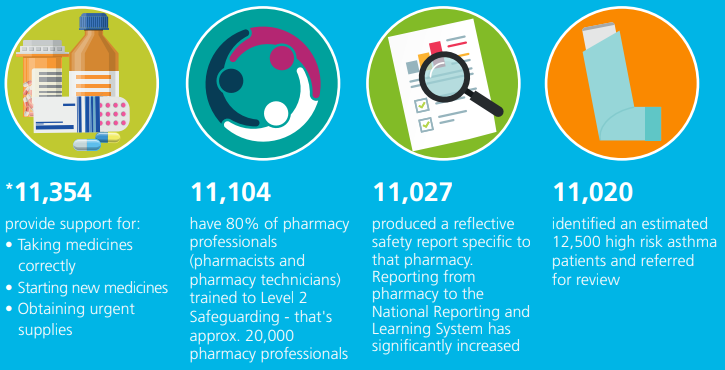 *11,354
provide support for:
• Taking medicines
correctly
• Starting new medicines
• Obtaining urgent
supplies
11,104
have 80% of pharmacy
professionals
(pharmacists and
pharmacy technicians)
trained to Level 2
Safeguarding - that's
approx. 20,000
pharmacy professionals
11,027
produced a reflective
safety report specific to
that pharmacy.
Reporting from
pharmacy to the
National Reporting and
Learning System has
significantly increased
11,020
identified an estimated
12,500 high risk asthma
patients and referred
for review